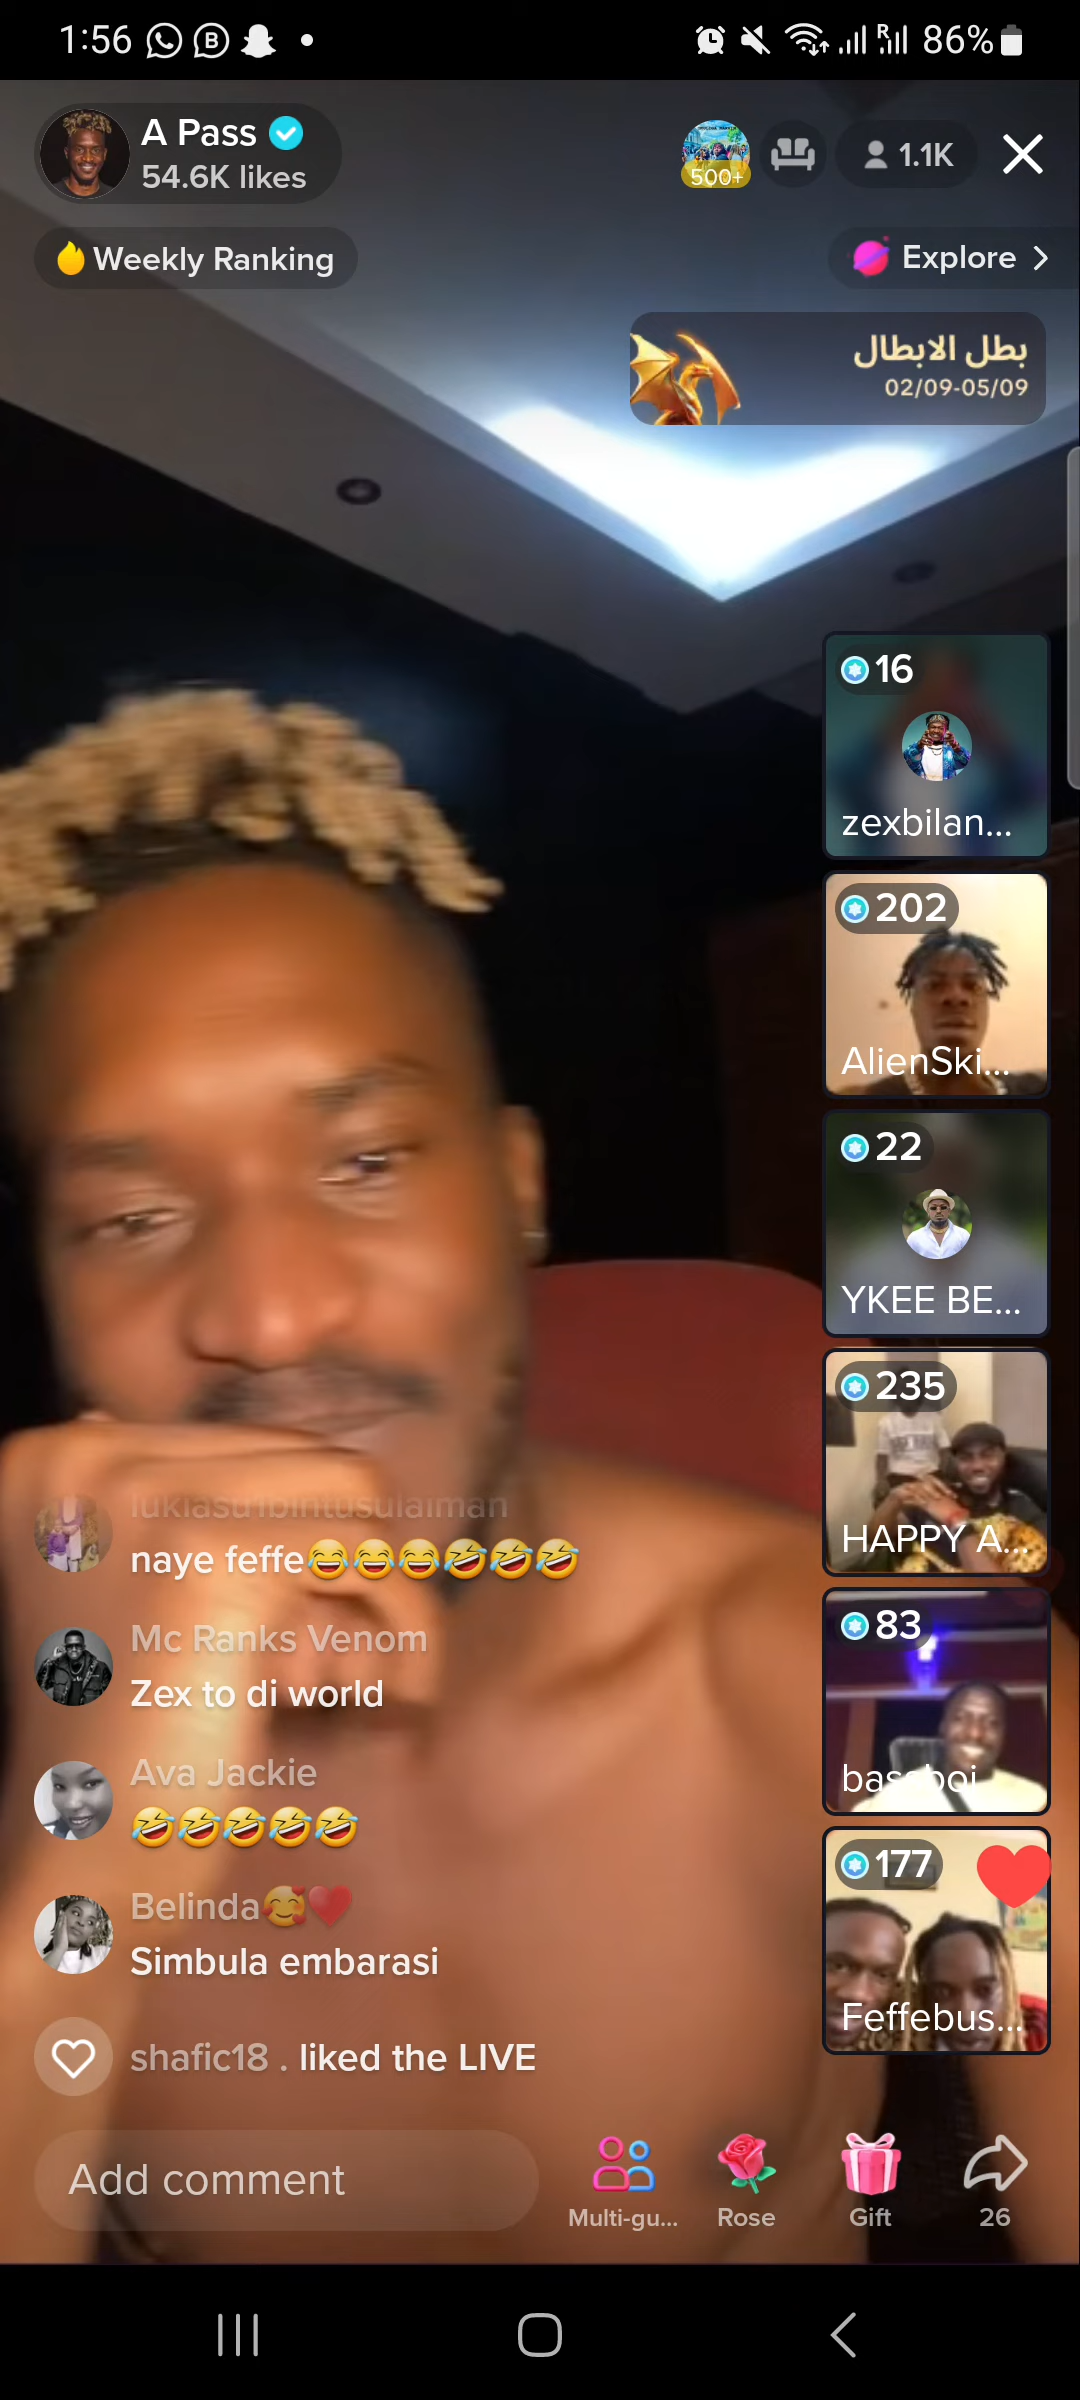 1:56
86%
A Pass
54.6K likes
500+
1.1K
Weekly Ranking
Explore
بطل الابطال
02/09-05/09
16
zexbilan...
202
AlienSki...
22
YKEE BE...
235
HAPPY A...
83
bassboi
177
Feffebus...
naye feffe😂😂😂🤣🤣🤣
Mc Ranks Venom
Zex to di world
Ava Jackie
🤣🤣🤣🤣🤣
Belinda🥰❤️
Simbula embarasi
shafic18 . liked the LIVE
Add comment
Multi-gu...
Rose
Gift
26